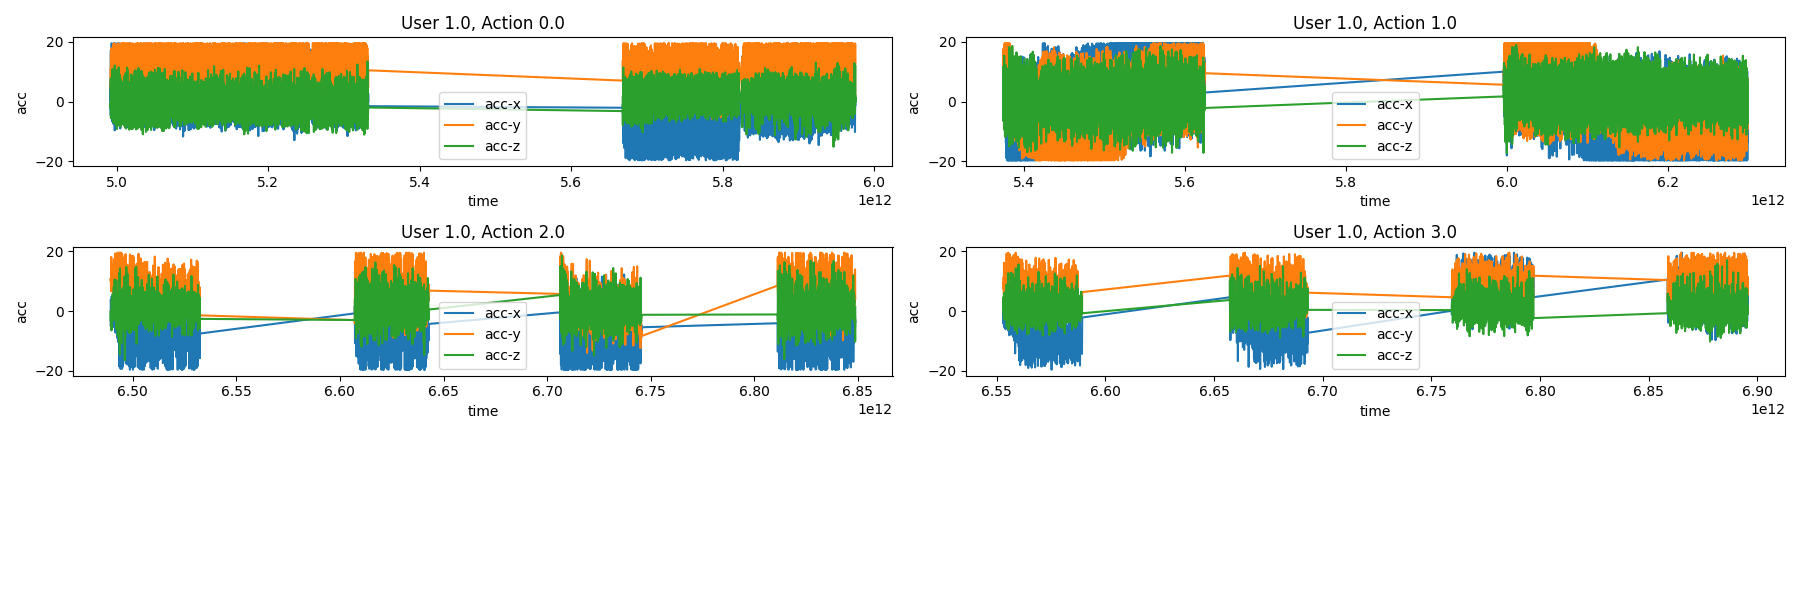 User 1.0, Action 0.0
acc
20
0
−20
acc-x
acc-y
acc-z
5.0 5.2 5.4 5.6 5.8 6.0
time
1e12
User 1.0, Action 1.0
acc
20
0
−20
acc-x
acc-y
acc-z
5.4 5.6 5.8 6.0 6.2
time
1e12
User 1.0, Action 2.0
acc
20
0
−20
acc-x
acc-y
acc-z
6.50 6.55 6.60 6.65 6.70 6.75 6.80 6.85
time
1e12
User 1.0, Action 3.0
acc
20
0
−20
acc-x
acc-y
acc-z
6.55 6.60 6.65 6.70 6.75 6.80 6.85 6.90
time
1e12